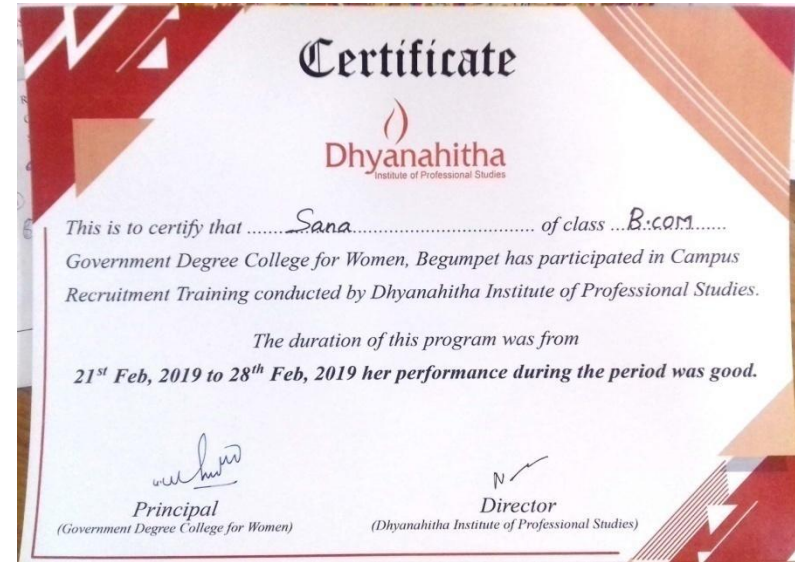 Certificate
Dhyanahitha
Institute of Professional Studies
This is to certify that ........Sana.................................. of class ...B.com......
Government Degree College for Women, Begumpet has participated in Campus
Recruitment Training conducted by Dhyanahitha Institute of Professional Studies.
The duration of this program was from
21st Feb, 2019 to 28th Feb, 2019 her performance during the period was good.
Principal
(Government Degree College for Women)
Director
(Dhyanahitha Institute of Professional Studies)